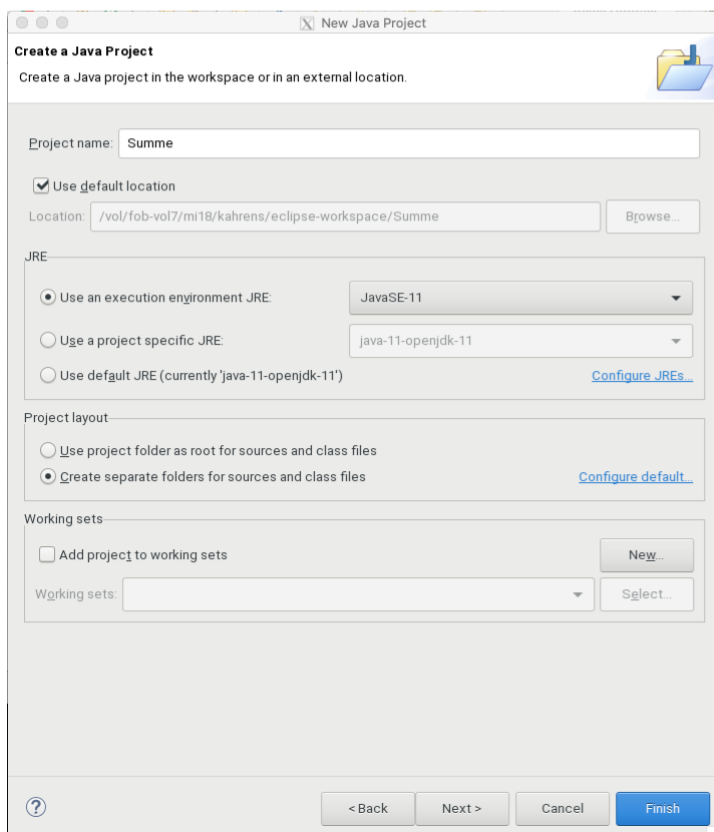 New Java Project
Create a Java Project
Create a Java project in the workspace or in an external location.
Project name: Summe
Use default location
Location: /vol/fob-vol7/mi18/kahrens/eclipse-workspace/Summe Browse...
JRE
Use an execution environment JRE: JavaSE-11
Use a project specific JRE: java-11-openjdk-11
Use default JRE (currently 'java-11-openjdk-11') Configure JREs...
Project layout
Use project folder as root for sources and class files
Create separate folders for sources and class files Configure default...
Working sets
Add project to working sets New...
Working sets: Select...
? < Back Next > Cancel Finish